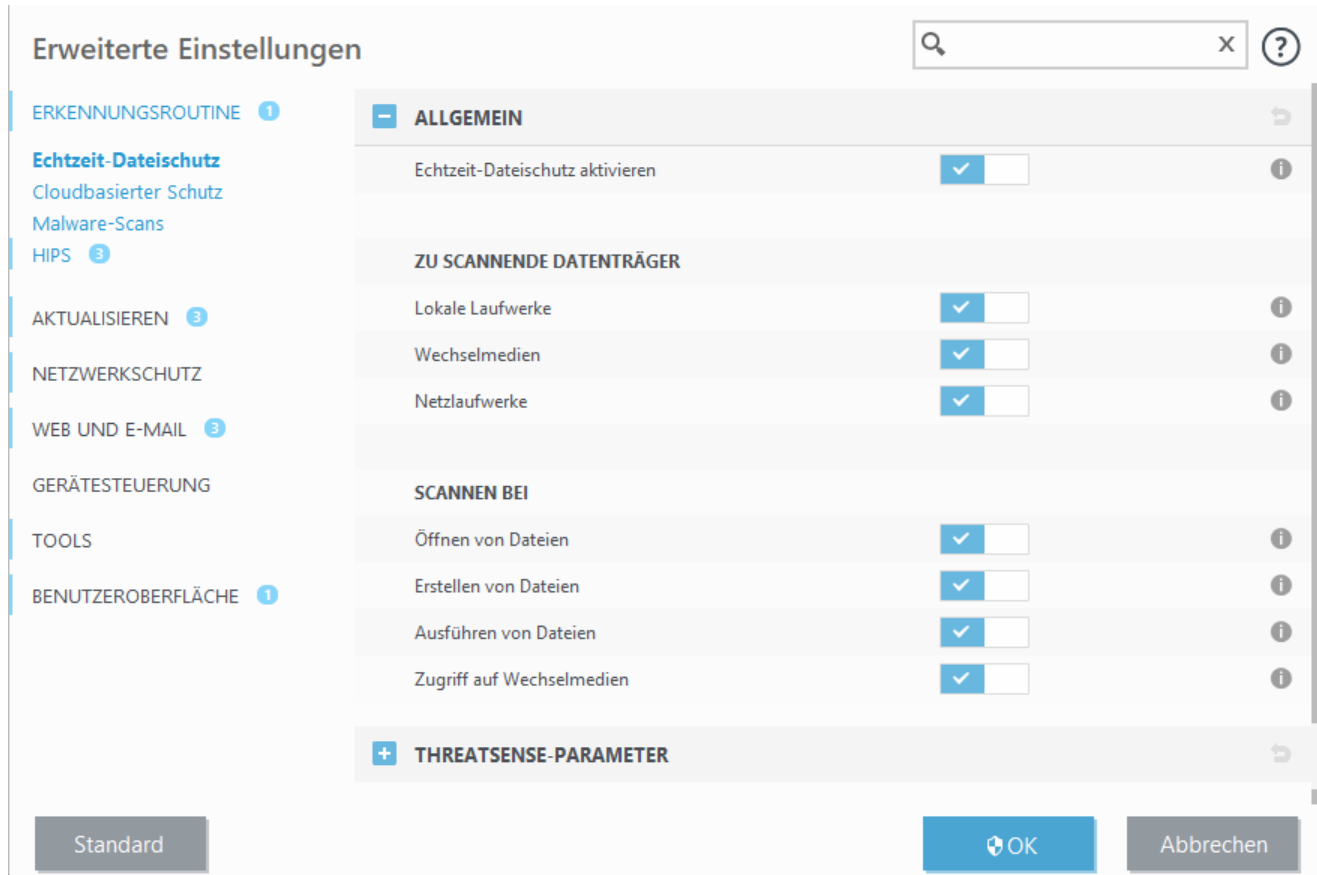 Erweiterte Einstellungen
X
?
ERKENNUNGSROUTINE 1
Echtzeit-Dateischutz
Cloudbasierter Schutz
Malware-Scans
HIPS 3
AKTUALISIEREN 3
NETZWERKSCHUTZ
WEB UND E-MAIL 3
GERÄTESTEUERUNG
TOOLS
BENUTZEROBERFLÄCHE 1
ALLGEMEIN
Echtzeit-Dateischutz aktivieren
ZU SCANNENDE DATENTRÄGER
Lokale Laufwerke
Wechselmedien
Netzlaufwerke
SCANNEN BEI
Öffnen von Dateien
Erstellen von Dateien
Ausführen von Dateien
Zugriff auf Wechselmedien
THREATSENSE-PARAMETER
Standard
OK
Abbrechen